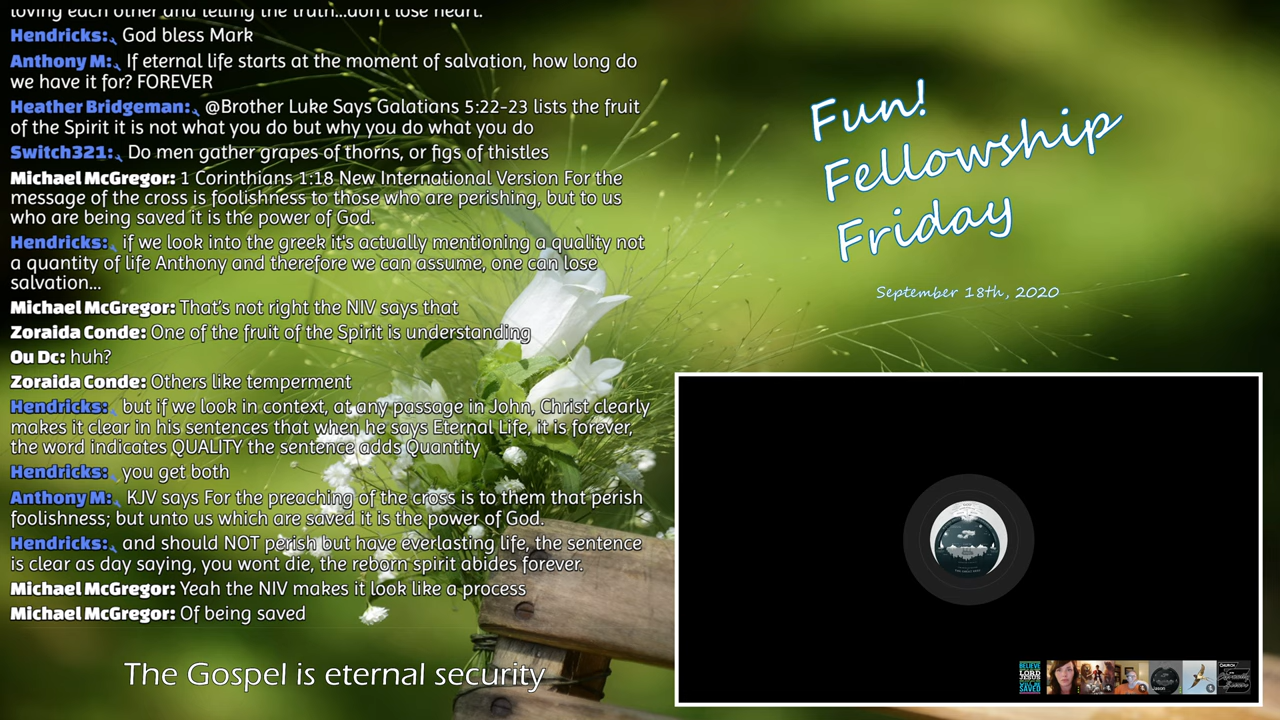 loving each other and telling the truth...don't lose heart.
Hendricks: God bless Mark
Anthony M: If eternal life starts at the moment of salvation, how long do
we have it for? FOREVER
Heather Bridgeman: @Brother Luke Says Galatians 5:22-23 lists the fruit
of the Spirit it is not what you do but why you do what you do
Switch321: Do men gather grapes of thorns, or figs of thistles
Michael McGregor: 1 Corinthians 1:18 New International Version For the
message of the cross is foolishness to those who are perishing, but to us
who are being saved it is the power of God.
Hendricks: if we look into the greek it's actually mentioning a quality not
a quantity of life Anthony and therefore we can assume, one can lose
salvation...
Michael McGregor: That's not right the NIV says that
Zoraida Conde: One of the fruit of the Spirit is understanding
Ou Dc: huh?
Zoraida Conde: Others like temperment
Hendricks: but if we look in context, at any passage in John, Christ clearly
makes it clear in his sentences that when he says Eternal Life, it is forever,
the word indicates QUALITY the sentence adds Quantity
Hendricks: you get both
Anthony M: KJV says For the preaching of the cross is to them that perish
foolishness; but unto us which are saved it is the power of God.
Hendricks: and should NOT perish but have everlasting life, the sentence
is clear as day saying, you wont die, the reborn spirit abides forever.
Michael McGregor: Yeah the NIV makes it look like a process
Michael McGregor: Of being saved
The Gospel is eternal security
Fun!
Fellowship
Friday
September 18th, 2020
BELIEVE
LORD
JESUS
SAVED
Jason
CHURCH